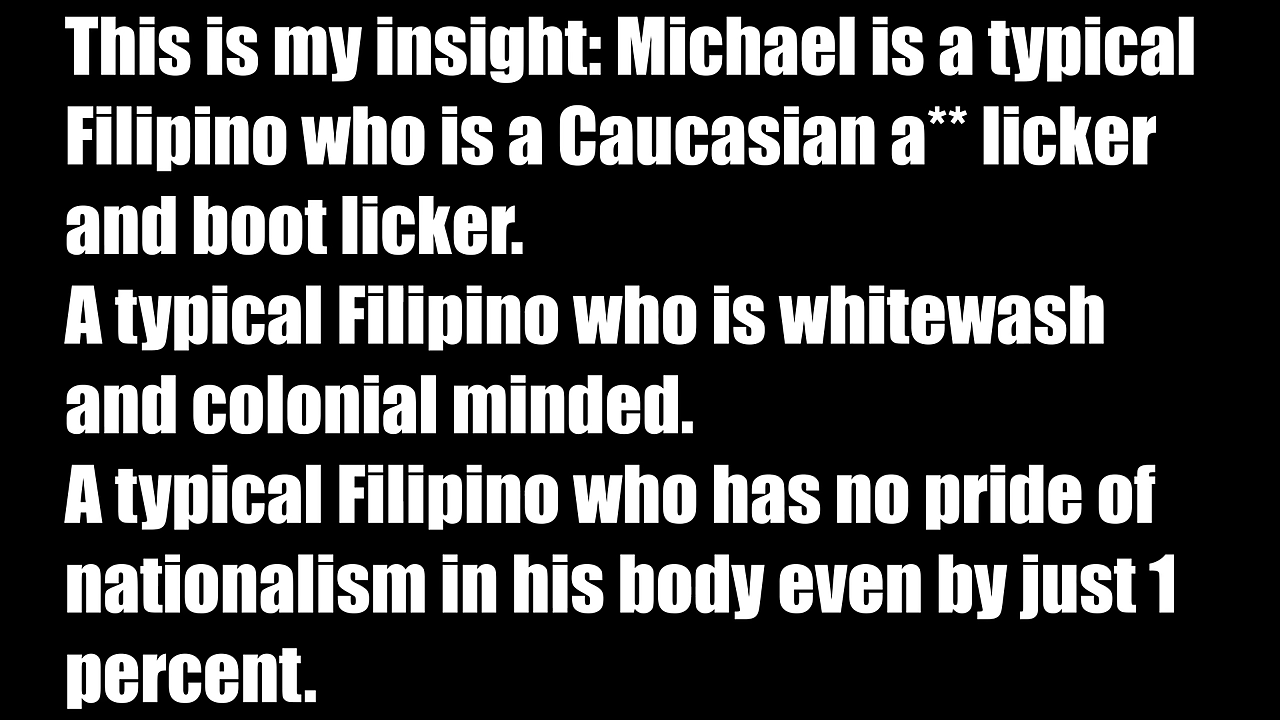 This is my insight: Michael is a typical
Filipino who is a Caucasian a** licker
and boot licker.
A typical Filipino who is whitewash
and colonial minded.
A typical Filipino who has no pride of
nationalism in his body even by just 1
percent.